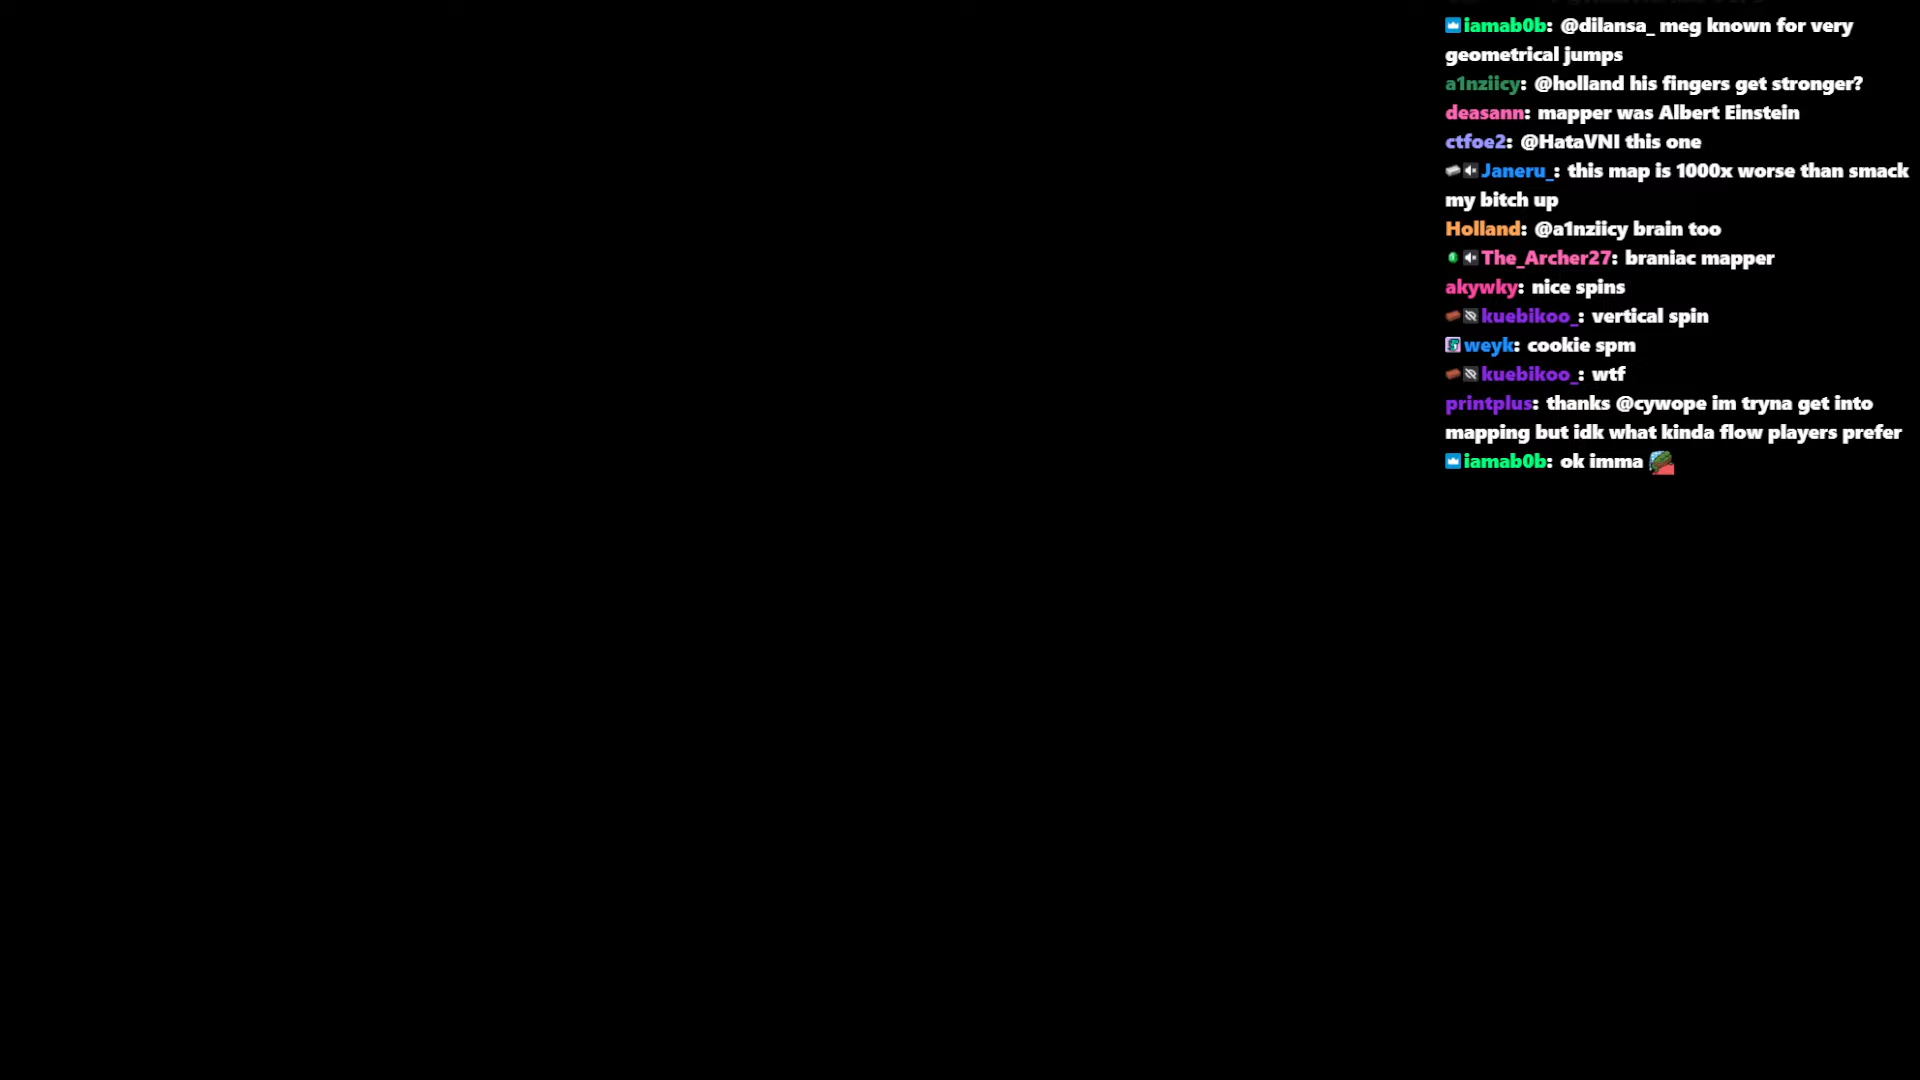 iamab0b: @dilansa_ meg known for very
geometrical jumps
a1nziicy: @holland his fingers get stronger?
deasann: mapper was Albert Einstein
ctfoe2: @HataVNI this one
Janeru_: this map is 1000x worse than smack
my bitch up
Holland: @a1nziicy brain too
The_Archer27: braniac mapper
akywky: nice spins
kuebikoo_: vertical spin
weyk: cookie spm
kuebikoo_: wtf
printplus: thanks @cywope im tryna get into
mapping but idk what kinda flow players prefer
iamab0b: ok imma